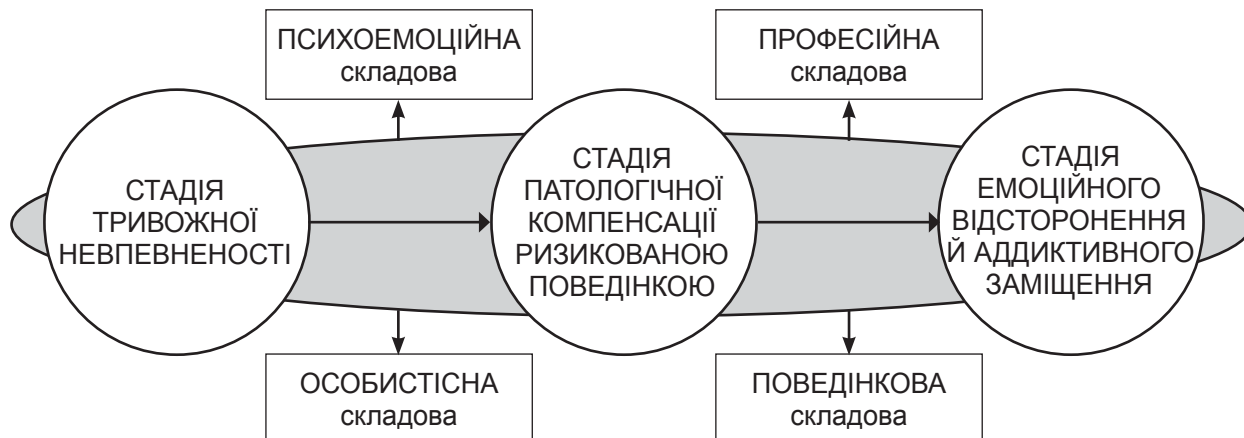 ПСИХОЕМОЦІЙНА
складова
ПРОФЕСІЙНА
складова
СТАДІЯ
ТРИВОЖНОЇ
НЕВПЕВНЕНОСТІ
СТАДІЯ
ПАТОЛОГІЧНОЇ
КОМПЕНСАЦІЇ
РИЗИКОВАНОЮ
ПОВЕДІНКОЮ
СТАДІЯ
ЕМОЦІЙНОГО
ВІДСТОРОНЕННЯ
Й АДДИКТИВНОГО
ЗАМІЩЕННЯ
ОСОБИСТІСНА
складова
ПОВЕДІНКОВА
складова